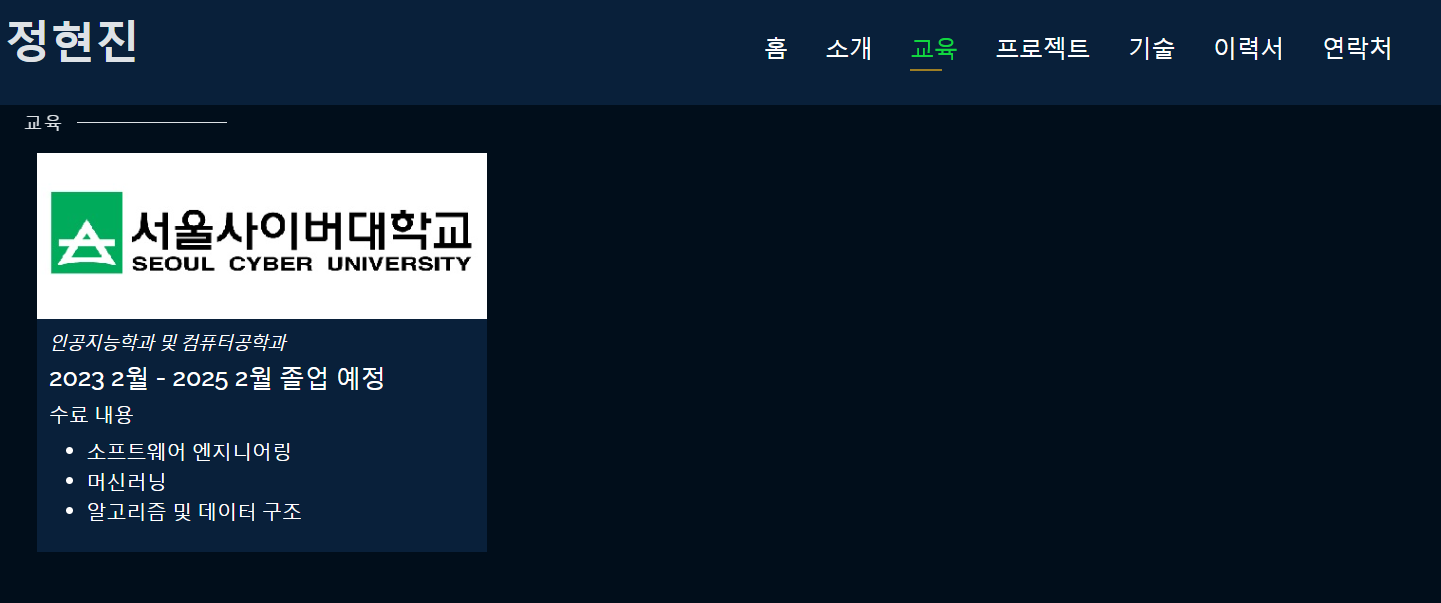 정현진
홈 소개 교육 프로젝트 기술 이력서 연락처
교육
서울사이버대학교
SEOUL CYBER UNIVERSITY
인공지능학과 및 컴퓨터공학과
2023 2월 - 2025 2월 졸업 예정
수료 내용
• 소프트웨어 엔지니어링
• 머신러닝
• 알고리즘 및 데이터 구조